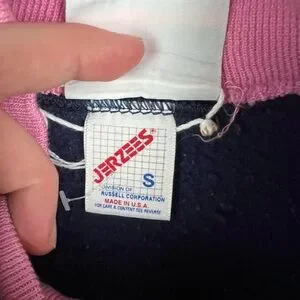 JERZEES
S
DIVISION OF
RUSSELL CORPORATION
MADE IN U.S.A.
FOR CARE & CONTENT SEE REVERSE